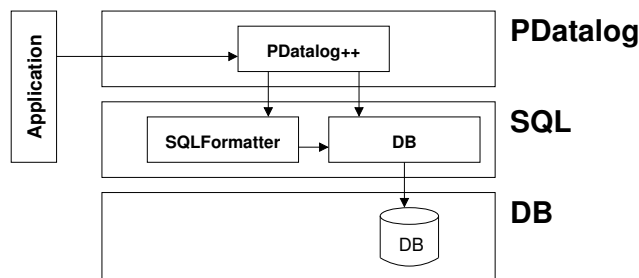 PDatalog
PDatalog++
Application
SQL
SQLFormatter
DB
DB
DB